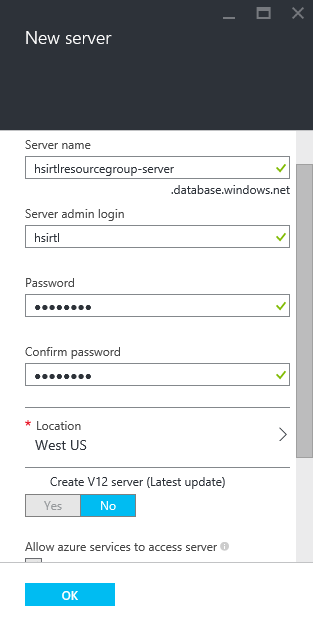 New server
Server name
hsirtlresourcegroup-server
.database.windows.net
Server admin login
hsirtl
Password
●●●●●●●●
Confirm password
●●●●●●●●
* Location
West US
Create V12 server (Latest update)
Yes No
Allow azure services to access server
OK